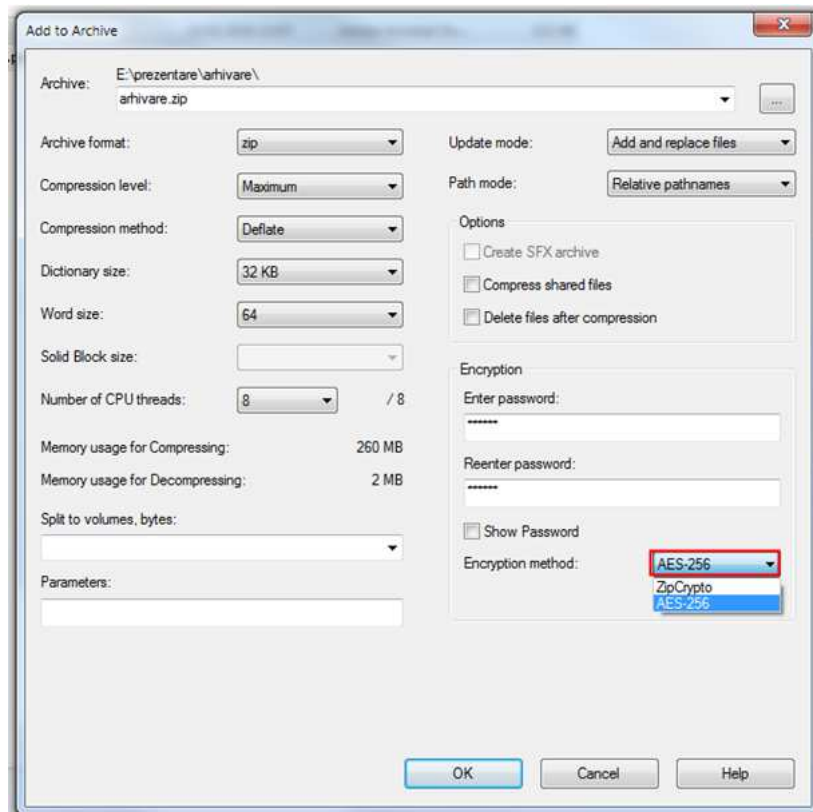 Add to Archive
Archive:
E:\prezentare\arhivare\
arhivare.zip
...
Archive format:
zip
Compression level:
Maximum
Compression method:
Deflate
Dictionary size:
32 KB
Word size:
64
Solid Block size:
Number of CPU threads:
8
/ 8
Memory usage for Compressing:
260 MB
Memory usage for Decompressing:
2 MB
Split to volumes, bytes:
Parameters:
Update mode:
Add and replace files
Path mode:
Relative pathnames
Options
Create SFX archive
Compress shared files
Delete files after compression
Encryption
Enter password:
******
Reenter password:
******
Show Password
Encryption method:
AES-256
ZipCrypto
AES-256
OK
Cancel
Help